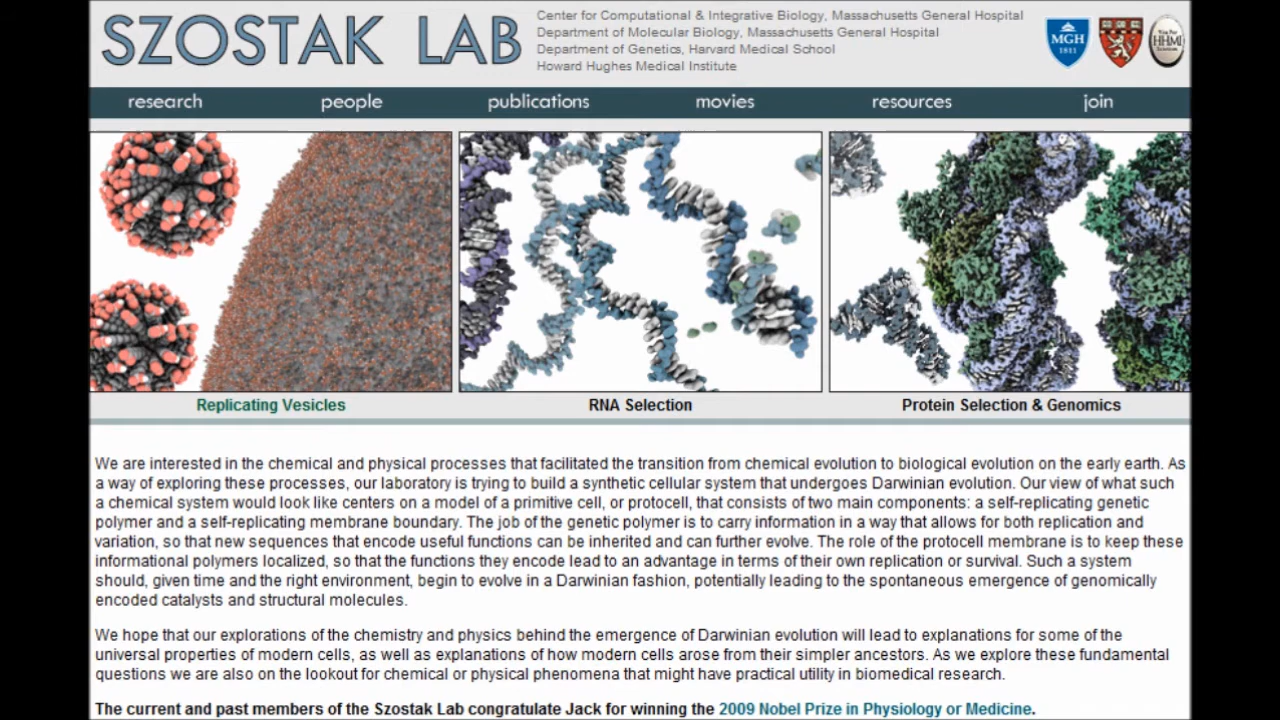 SZOSTAK LAB
Center for Computational & Integrative Biology, Massachusetts General Hospital
Department of Molecular Biology, Massachusetts General Hospital
Department of Genetics, Harvard Medical School
Howard Hughes Medical Institute
MGH
1811
HHMI
research people publications movies resources join
Replicating Vesicles
RNA Selection
Protein Selection & Genomics
We are interested in the chemical and physical processes that facilitated the transition from chemical evolution to biological evolution on the early earth. As
a way of exploring these processes, our laboratory is trying to build a synthetic cellular system that undergoes Darwinian evolution. Our view of what such
a chemical system would look like centers on a model of a primitive cell, or protocell, that consists of two main components: a self-replicating genetic
polymer and a self-replicating membrane boundary. The job of the genetic polymer is to carry information in a way that allows for both replication and
variation, so that new sequences that encode useful functions can be inherited and can further evolve. The role of the protocell membrane is to keep these
informational polymers localized, so that the functions they encode lead to an advantage in terms of their own replication or survival. Such a system
should, given time and the right environment, begin to evolve in a Darwinian fashion, potentially leading to the spontaneous emergence of genomically
encoded catalysts and structural molecules.
We hope that our explorations of the chemistry and physics behind the emergence of Darwinian evolution will lead to explanations for some of the
universal properties of modern cells, as well as explanations of how modern cells arose from their simpler ancestors. As we explore these fundamental
questions we are also on the lookout for chemical or physical phenomena that might have practical utility in biomedical research.
The current and past members of the Szostak Lab congratulate Jack for winning the 2009 Nobel Prize in Physiology or Medicine.